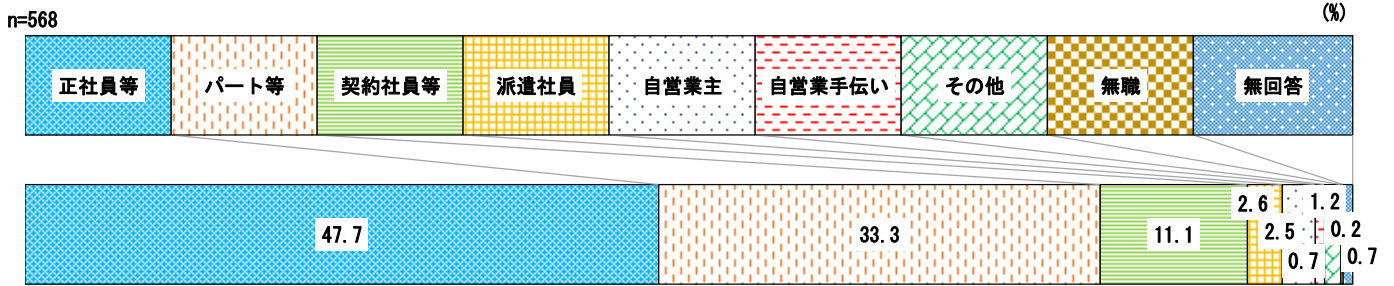 n=568
(%)
正社員等 パート等 契約社員等 派遣社員 自営業主 自営業手伝い その他 無職 無回答
47.7 33.3 11.1 2.6 2.5 0.7 1.2 0.2 0.7